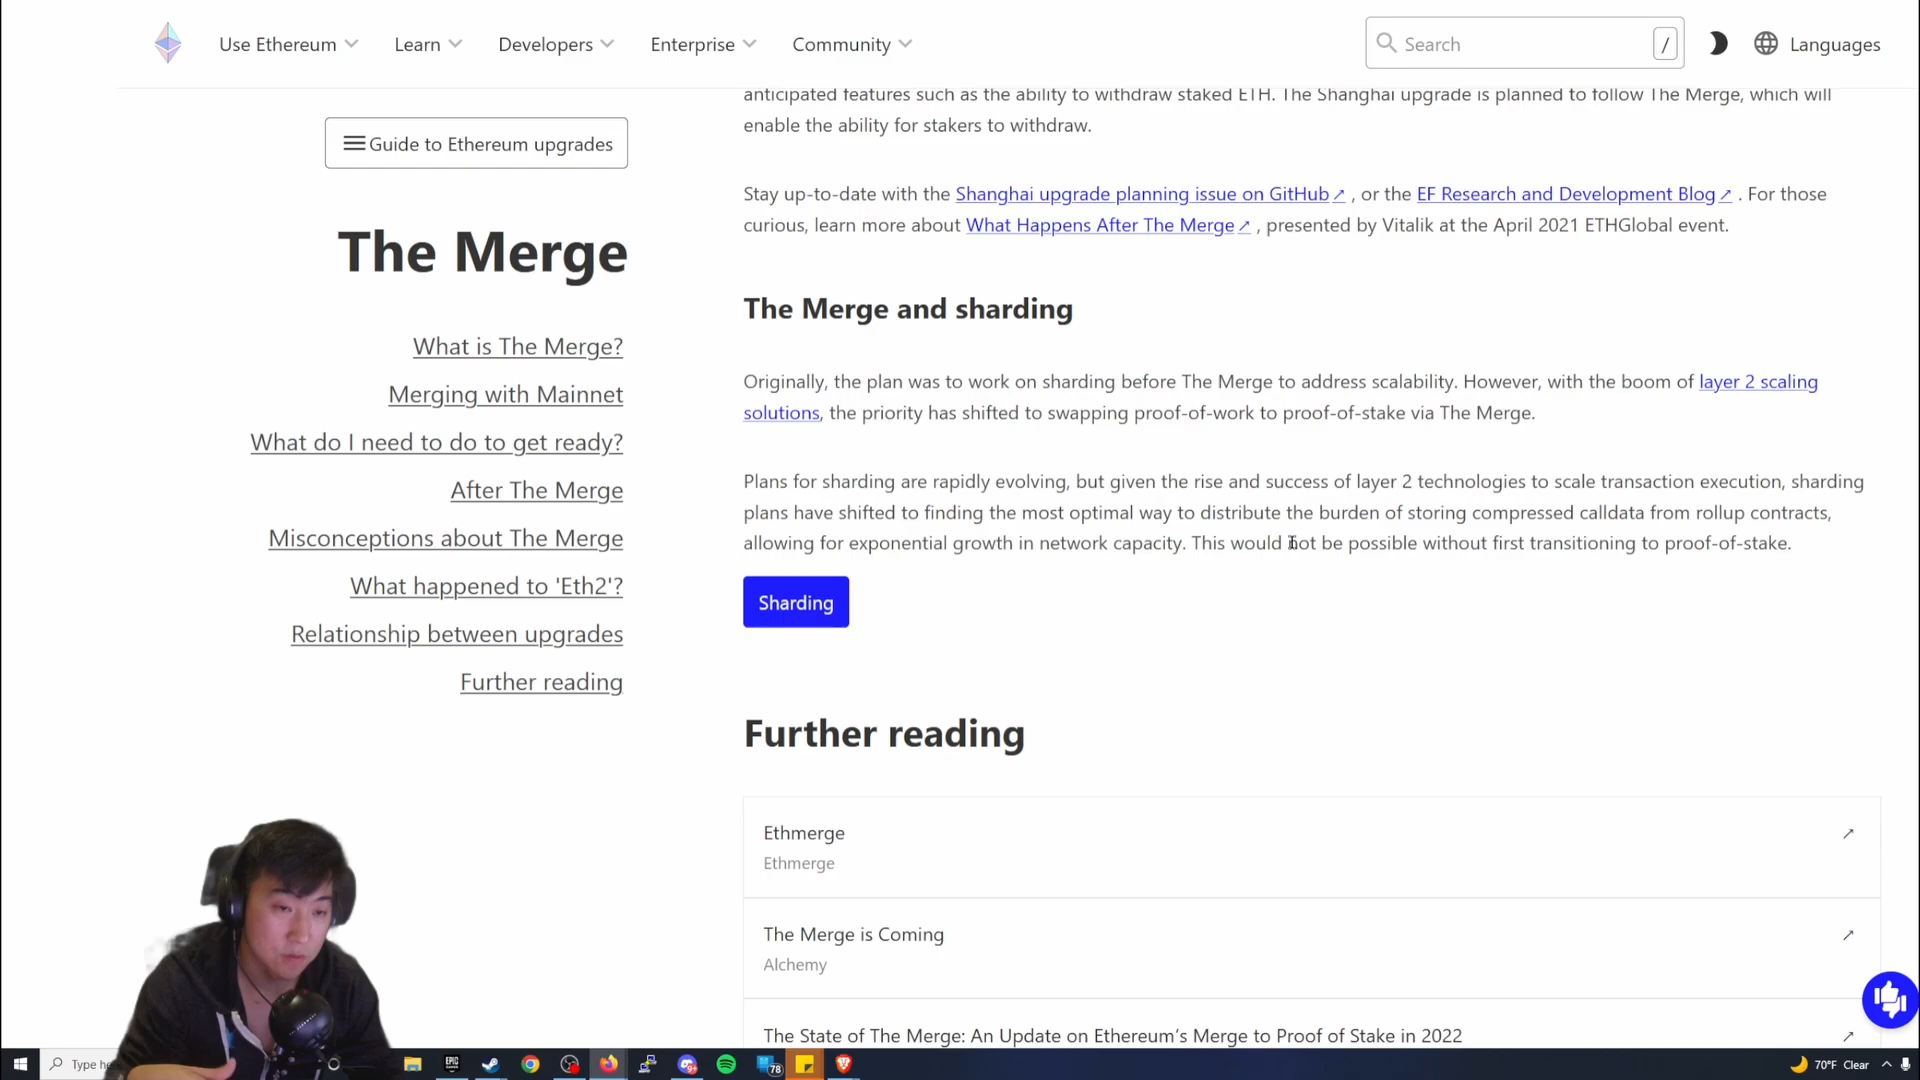 Use Ethereum
Learn
Developers
Enterprise
Community
Search
/
Languages
Guide to Ethereum upgrades
The Merge
What is The Merge?
Merging with Mainnet
What do I need to do to get ready?
After The Merge
Misconceptions about The Merge
What happened to 'Eth2'?
Relationship between upgrades
Further reading
anticipated features such as the ability to withdraw staked ETH. The Shanghai upgrade is planned to follow The Merge, which will
enable the ability for stakers to withdraw.
Stay up-to-date with the Shanghai upgrade planning issue on GitHub↗ , or the EF Research and Development Blog↗ . For those
curious, learn more about What Happens After The Merge↗ , presented by Vitalik at the April 2021 ETHGlobal event.
The Merge and sharding
Originally, the plan was to work on sharding before The Merge to address scalability. However, with the boom of layer 2 scaling
solutions, the priority has shifted to swapping proof-of-work to proof-of-stake via The Merge.
Plans for sharding are rapidly evolving, but given the rise and success of layer 2 technologies to scale transaction execution, sharding
plans have shifted to finding the most optimal way to distribute the burden of storing compressed calldata from rollup contracts,
allowing for exponential growth in network capacity. This would not be possible without first transitioning to proof-of-stake.
Sharding
Further reading
Ethmerge
↗
Ethmerge
The Merge is Coming
↗
Alchemy
The State of The Merge: An Update on Ethereum's Merge to Proof of Stake in 2022
↗
Type he
EPIC
GAMES
9+
78
70°F Clear